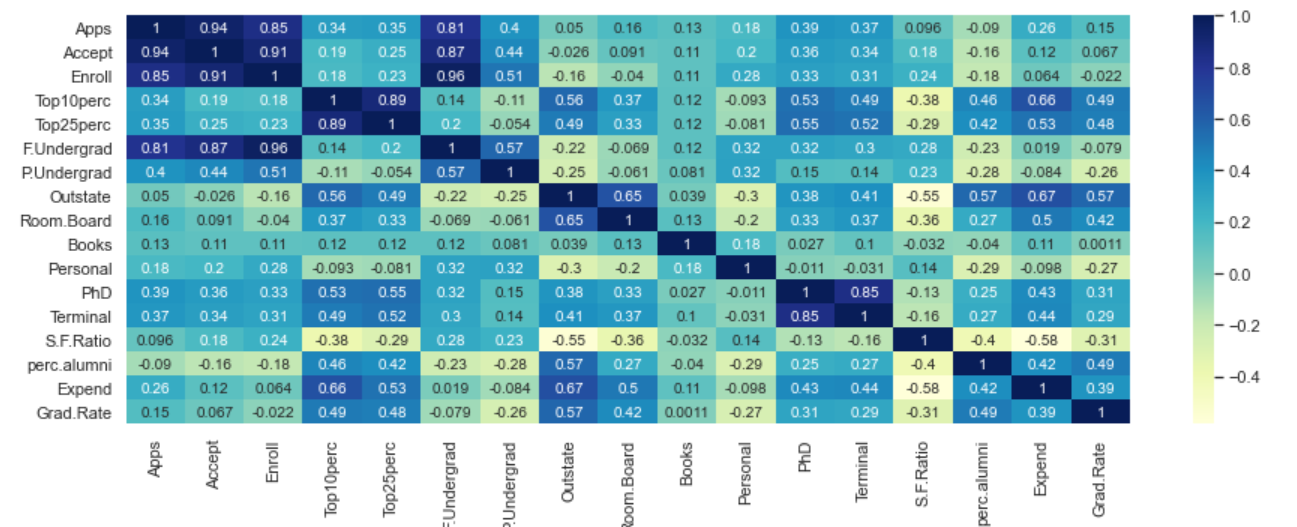 Apps 1 0.94 0.85 0.34 0.35 0.81 0.4 0.05 0.16 0.13 0.18 0.39 0.37 0.096 -0.09 0.26 0.15
Accept 0.94 1 0.91 0.19 0.25 0.87 0.44 -0.026 0.091 0.11 0.2 0.36 0.34 0.18 -0.16 0.12 0.067
Enroll 0.85 0.91 1 0.18 0.23 0.96 0.51 -0.16 -0.04 0.11 0.28 0.33 0.31 0.24 -0.18 0.064 -0.022
Top10perc 0.34 0.19 0.18 1 0.89 0.14 -0.11 0.56 0.37 0.12 -0.093 0.53 0.49 -0.38 0.46 0.66 0.49
Top25perc 0.35 0.25 0.23 0.89 1 0.2 -0.054 0.49 0.33 0.12 -0.081 0.55 0.52 -0.29 0.42 0.53 0.48
F.Undergrad 0.81 0.87 0.96 0.14 0.2 1 0.57 -0.22 -0.069 0.12 0.32 0.32 0.3 0.28 -0.23 0.019 -0.079
P.Undergrad 0.4 0.44 0.51 -0.11 -0.054 0.57 1 -0.25 -0.061 0.081 0.32 0.15 0.14 0.23 -0.28 -0.084 -0.26
Outstate 0.05 -0.026 -0.16 0.56 0.49 -0.22 -0.25 1 0.65 0.039 -0.3 0.38 0.41 -0.55 0.57 0.67 0.57
Room.Board 0.16 0.091 -0.04 0.37 0.33 -0.069 -0.061 0.65 1 0.13 -0.2 0.33 0.37 -0.36 0.27 0.5 0.42
Books 0.13 0.11 0.11 0.12 0.12 0.12 0.081 0.039 0.13 1 0.18 0.027 0.1 -0.032 -0.04 0.11 0.0011
Personal 0.18 0.2 0.28 -0.093 -0.081 0.32 0.32 -0.3 -0.2 0.18 1 -0.011 -0.031 0.14 -0.29 -0.098 -0.27
PhD 0.39 0.36 0.33 0.53 0.55 0.32 0.15 0.38 0.33 0.027 -0.011 1 0.85 -0.13 0.25 0.43 0.31
Terminal 0.37 0.34 0.31 0.49 0.52 0.3 0.14 0.41 0.37 0.1 -0.031 0.85 1 -0.16 0.27 0.44 0.29
S.F.Ratio 0.096 0.18 0.24 -0.38 -0.29 0.28 0.23 -0.55 -0.36 -0.032 0.14 -0.13 -0.16 1 -0.4 -0.58 -0.31
perc.alumni -0.09 -0.16 -0.18 0.46 0.42 -0.23 -0.28 0.57 0.27 -0.04 -0.29 0.25 0.27 -0.4 1 0.42 0.49
Expend 0.26 0.12 0.064 0.66 0.53 0.019 -0.084 0.67 0.5 0.11 -0.098 0.43 0.44 -0.58 0.42 1 0.39
Grad.Rate 0.15 0.067 -0.022 0.49 0.48 -0.079 -0.26 0.57 0.42 0.0011 -0.27 0.31 0.29 -0.31 0.49 0.39 1
Apps
Accept
Enroll
Top10perc
Top25perc
F.Undergrad
P.Undergrad
Outstate
Room.Board
Books
Personal
PhD
Terminal
S.F.Ratio
perc.alumni
Expend
Grad.Rate
1.0
0.8
0.6
0.4
0.2
0.0
−0.2
−0.4